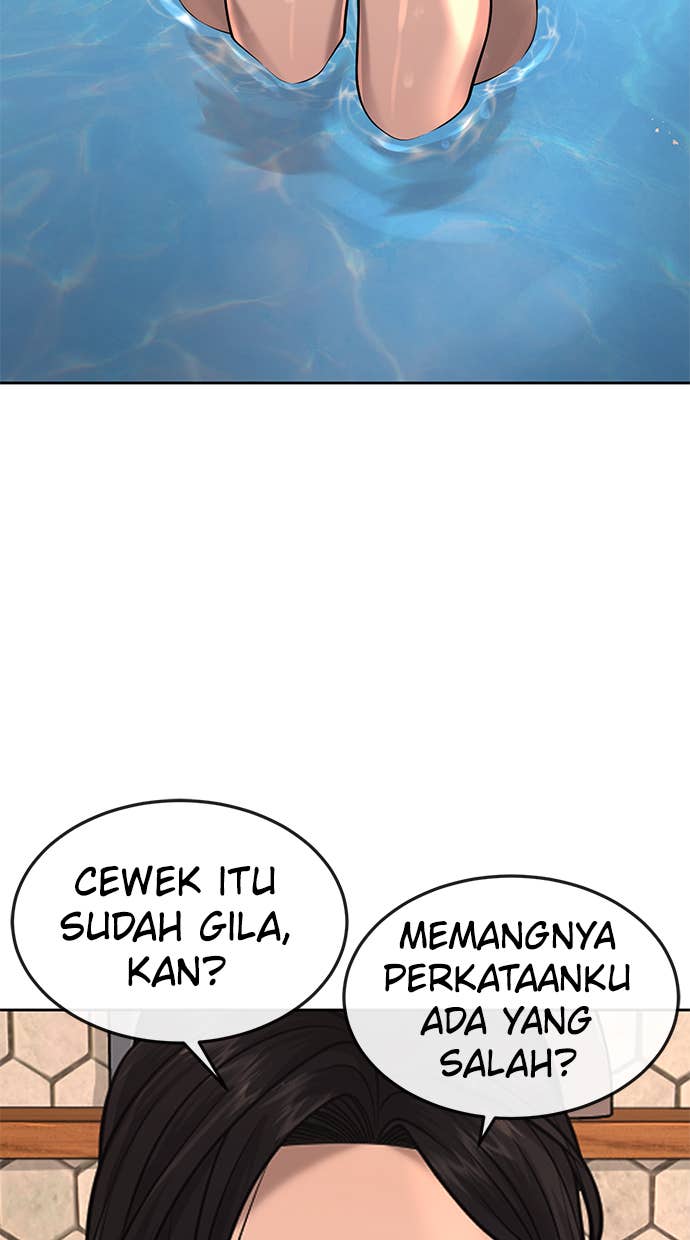 CEWEK ITU
SUDAH GILA,
KAN?
MEMANGNYA
PERKATAANKU
ADA YANG
SALAH?